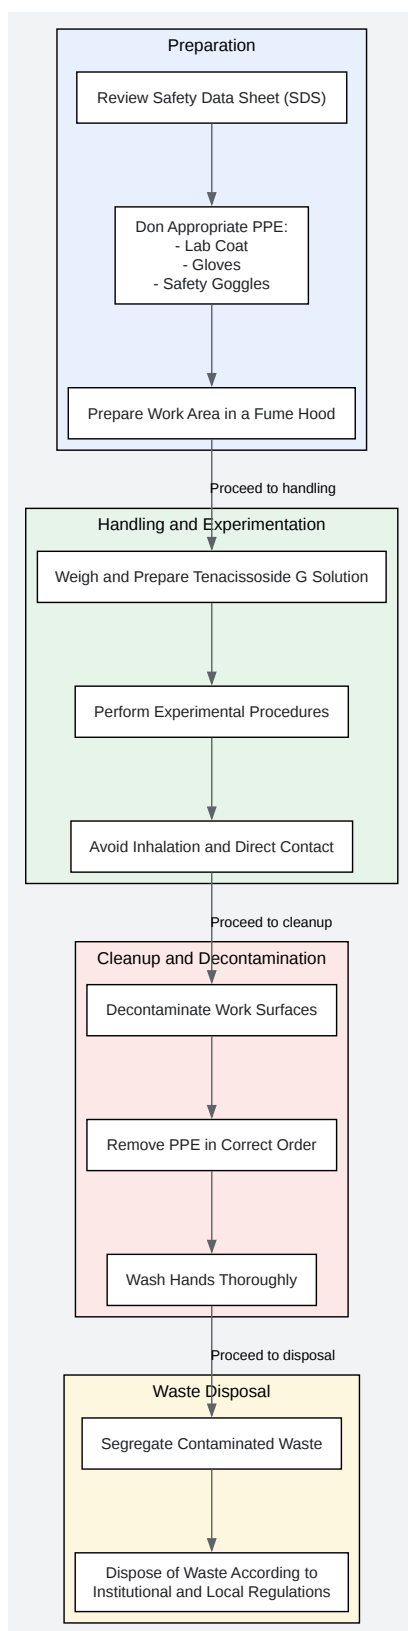 Preparation
Review Safety Data Sheet (SDS)
Don Appropriate PPE:
- Lab Coat
- Gloves
- Safety Goggles
Prepare Work Area in a Fume Hood
Proceed to handling
Handling and Experimentation
Weigh and Prepare Tenacissoside G Solution
Perform Experimental Procedures
Avoid Inhalation and Direct Contact
Proceed to cleanup
Cleanup and Decontamination
Decontaminate Work Surfaces
Remove PPE in Correct Order
Wash Hands Thoroughly
Proceed to disposal
Waste Disposal
Segregate Contaminated Waste
Dispose of Waste According to
Institutional and Local Regulations